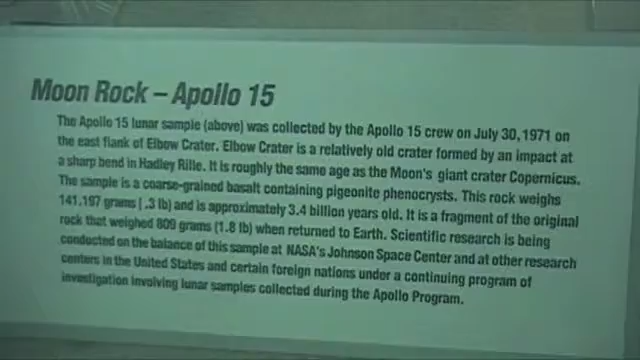 Moon Rock – Apollo 15
The Apollo 15 lunar sample (above) was collected by the Apollo 15 crew on July 30, 1971 on
the east flank of Elbow Crater. Elbow Crater is a relatively old crater formed by an impact at
a sharp bend in Hadley Rille. It is roughly the same age as the Moon's giant crater Copernicus.
The sample is a coarse-grained basalt containing pigeonite phenocrysts. This rock weighs
141.197 grams (.3 lb) and is approximately 3.4 billion years old. It is a fragment of the original
rock that weighed 809 grams (1.8 lb) when returned to Earth. Scientific research is being
conducted on the balance of this sample at NASA's Johnson Space Center and at other research
centers in the United States and certain foreign nations under a continuing program of
investigation involving lunar samples collected during the Apollo Program.